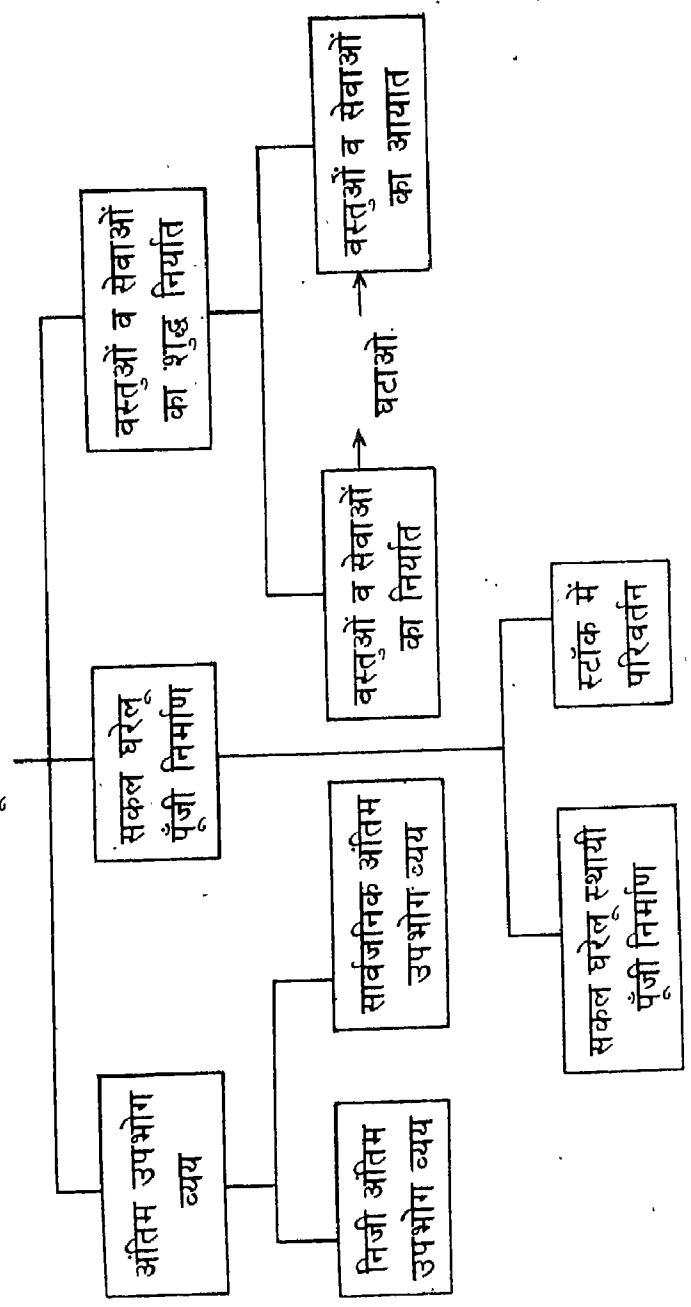 अंतिम उपभोग
व्यय
सकल घरेलू
पूँजी निर्माण
वस्तुओं व सेवाओं
का शुद्ध निर्यात
निजी अंतिम
उपभोग व्यय
सार्वजनिक अंतिम
उपभोग व्यय
वस्तुओं व सेवाओं
का निर्यात
घटाओ
वस्तुओं व सेवाओं
का आयात
सकल घरेलू स्थायी
पूँजी निर्माण
स्टॉक में
परिवर्तन